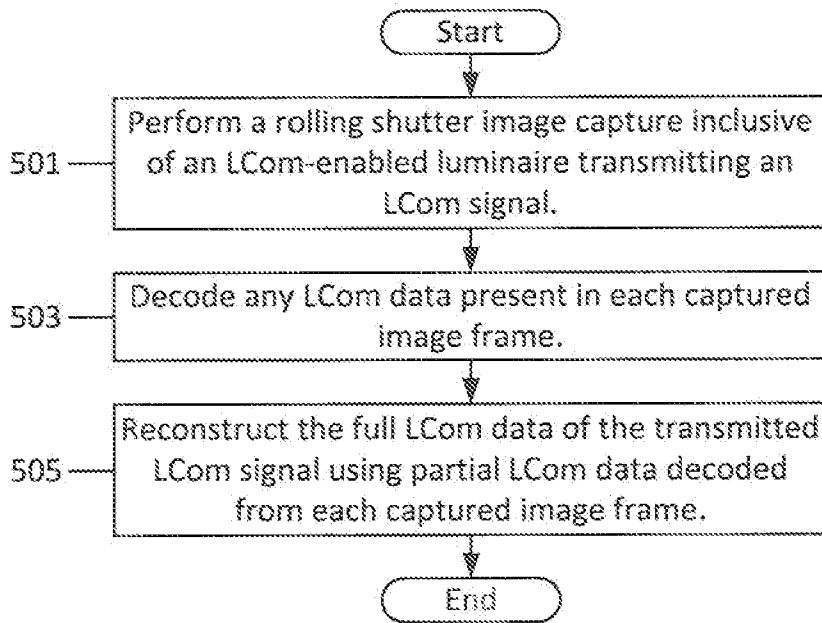 Start
501
Perform a rolling shutter image capture inclusive
of an LCom-enabled luminaire transmitting an
LCom signal.
503
Decode any LCom data present in each captured
image frame.
505
Reconstruct the full LCom data of the transmitted
LCom signal using partial LCom data decoded
from each captured image frame.
End